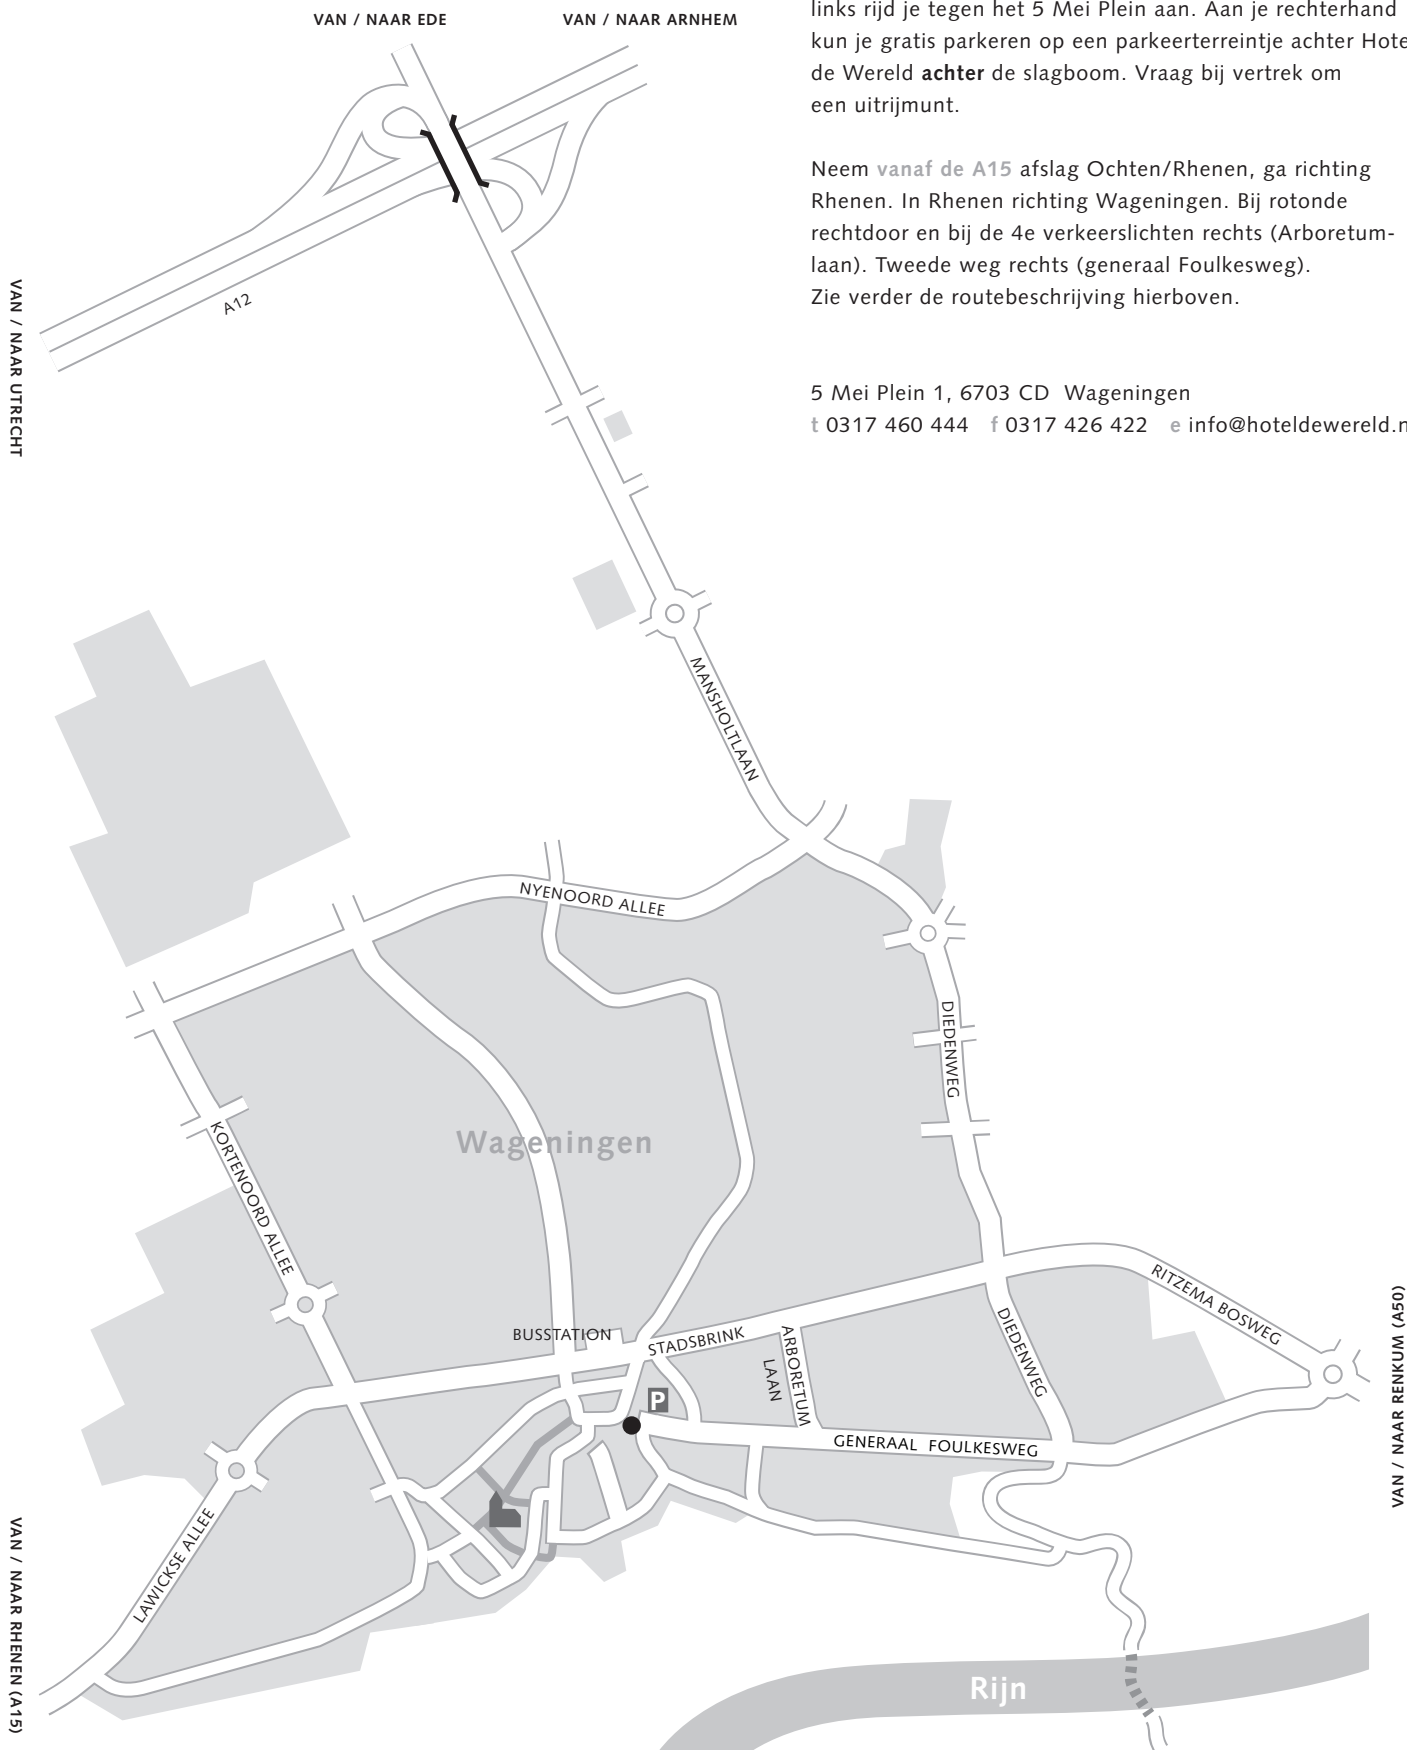 VAN / NAAR EDE
VAN / NAAR ARNHEM
links rijd je tegen het 5 Mei Plein aan. Aan je rechterhand
kun je gratis parkeren op een parkeerterreintje achter Hote
de Wereld achter de slagboom. Vraag bij vertrek om
een uitrijmunt.
Neem vanaf de A15 afslag Ochten/Rhenen, ga richting
Rhenen. In Rhenen richting Wageningen. Bij rotonde
rechtdoor en bij de 4e verkeerslichten rechts (Arboretum-
laan). Tweede weg rechts (generaal Foulkesweg).
Zie verder de routebeschrijving hierboven.
5 Mei Plein 1, 6703 CD Wageningen
t 0317 460 444 f 0317 426 422 e info@hoteldewereld.n
VAN / NAAR UTRECHT
A12
MANSHOLTLAAN
NYENOORD ALLEE
DIEDENWEG
KORTENOORD ALLEE
Wageningen
BUSSTATION
STADSBRINK
ARBORETUM
LAAN
DIEDENWEG
RITZEMA BOSWEG
VAN / NAAR RENKUM (A50)
P
GENERAAL FOULKESWEG
LAWICKSE ALLEE
VAN / NAAR RHENEN (A15)
Rijn